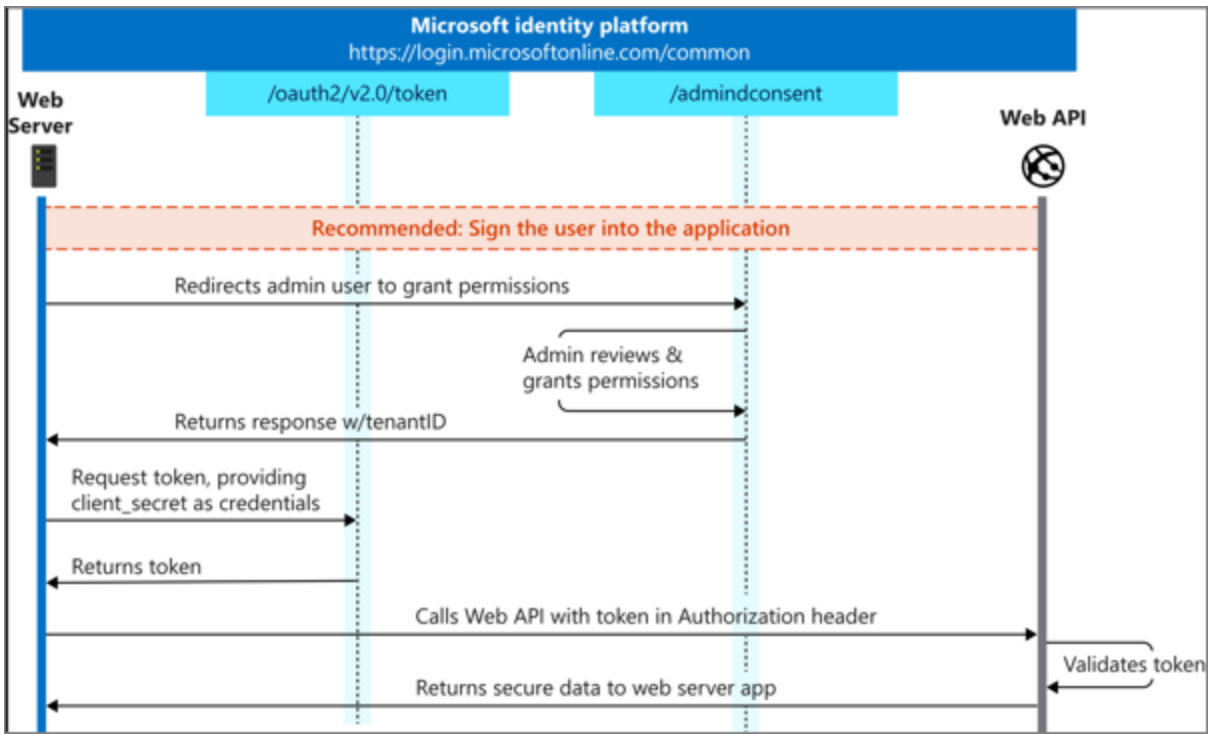 Microsoft identity platform
https://login.microsoftonline.com/common
/oauth2/v2.0/token
/admindconsent
Web
Server
Web API
Recommended: Sign the user into the application
Redirects admin user to grant permissions
Admin reviews &
grants permissions
Returns response w/tenantID
Request token, providing
client_secret as credentials
Returns token
Calls Web API with token in Authorization header
Validates token
Returns secure data to web server app